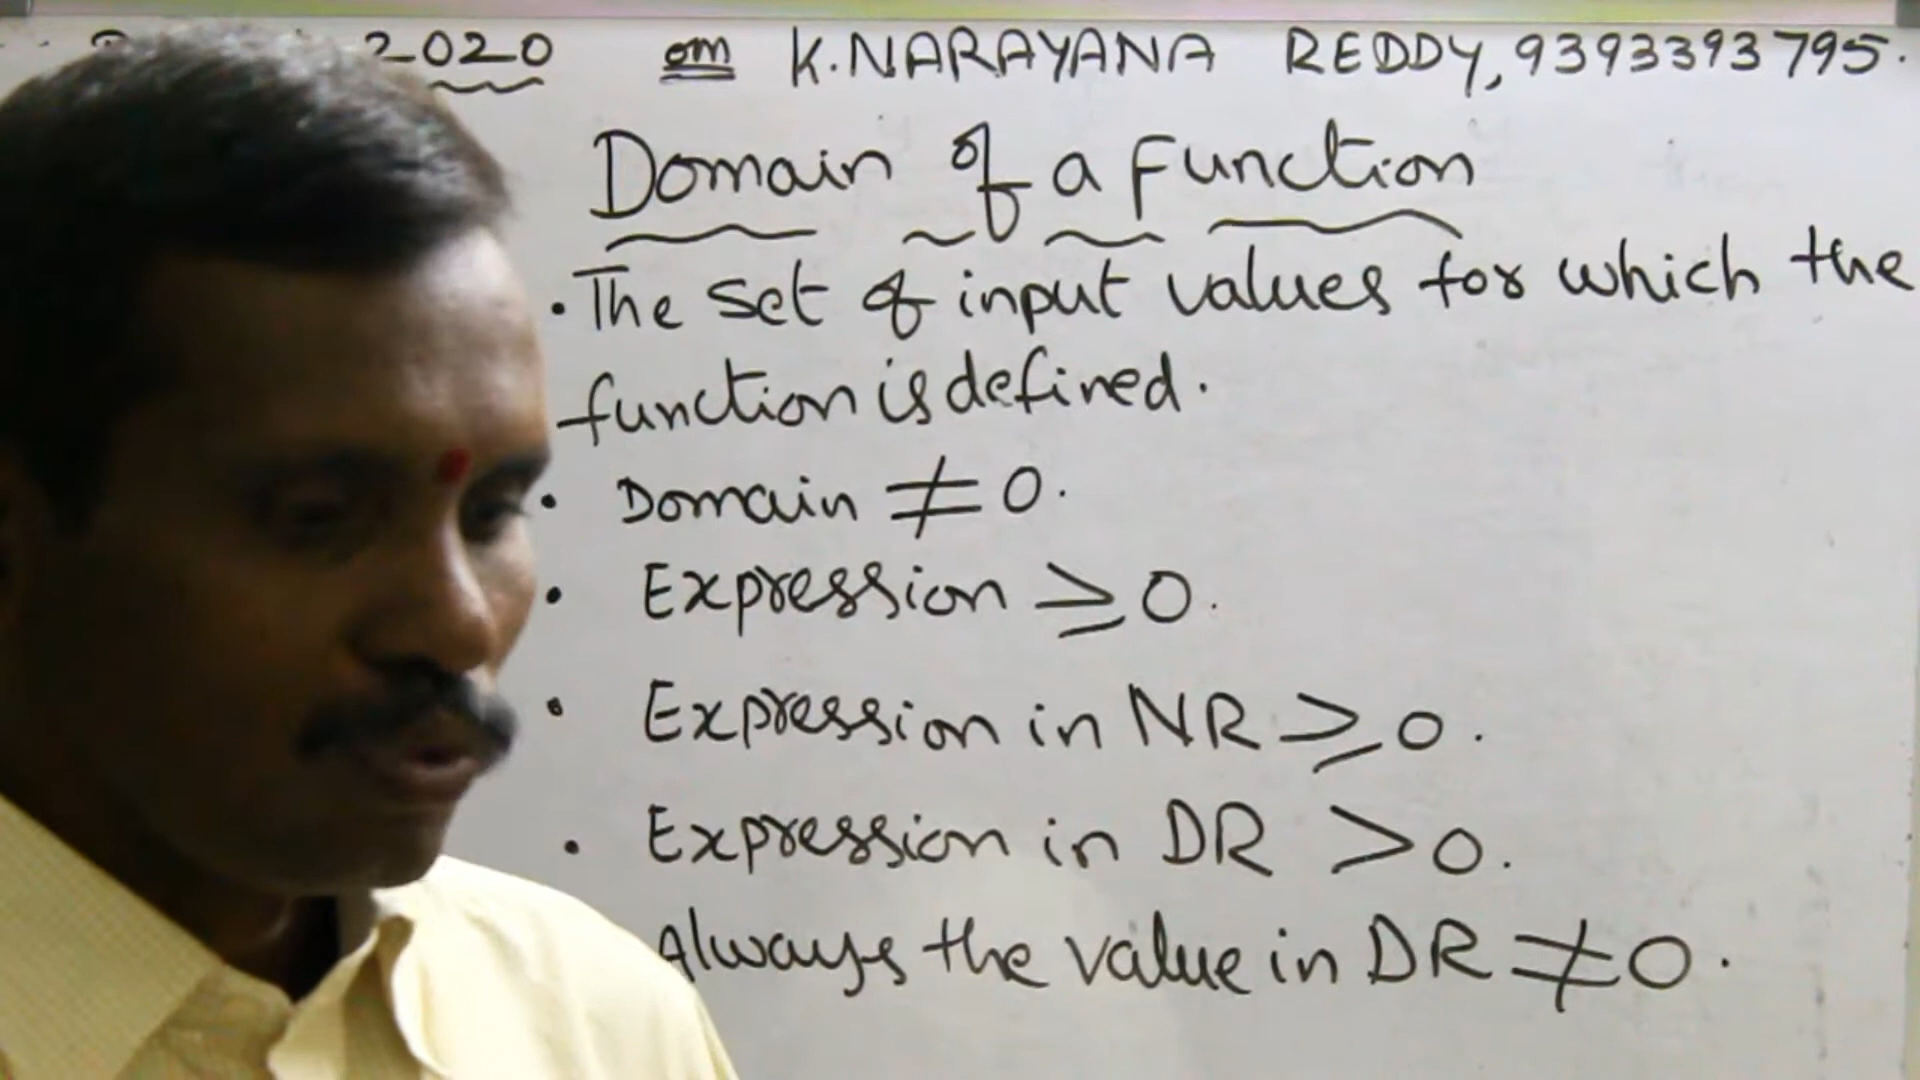 2020 om K.NARAYANA REDDY, 9393393795.
Domain of a Function
• The set of input values for which the
function is defined.
• Domain ≠ 0.
• Expression ≥ 0.
• Expression in NR ≥ 0.
• Expression in DR > 0.
Always the value in DR ≠ 0.